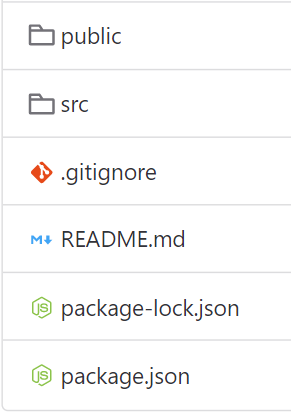 public
src
.gitignore
README.md
package-lock.json
package.json